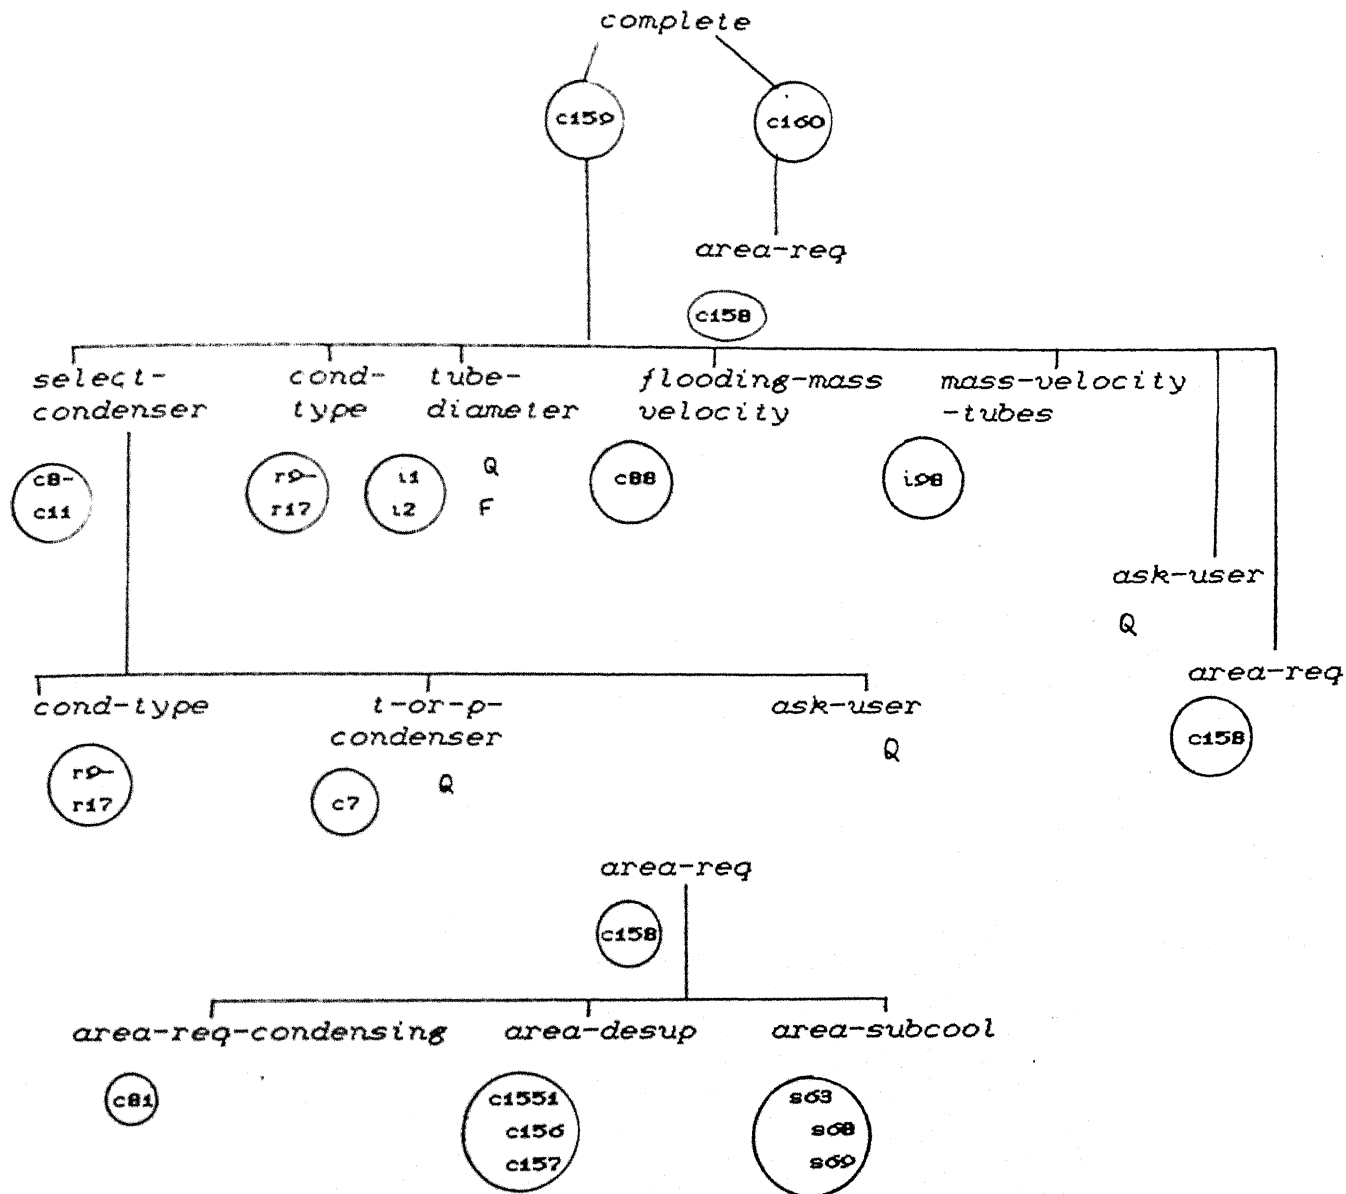 complete
c159
c160
area-req
c158
select-
condenser
cond-
type
tube-
diameter
flooding-mass
velocity
mass-velocity
-tubes
c8-
c11
r9-
r17
i1
i2
Q
F
c88
i98
ask-user
Q
area-req
c158
cond-type
r9-
r17
t-or-p-
condenser
c7
Q
ask-user
Q
area-req
c158
area-req-condensing
c81
area-desup
c1551
c156
c157
area-subcool
s63
s68
s69